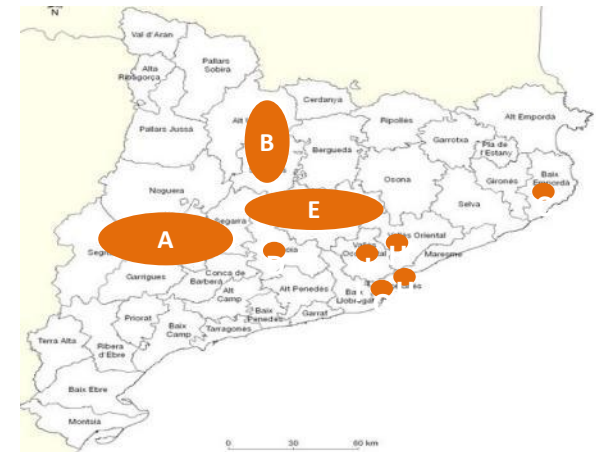 N
Val d'Aran
Pallars
Sobirà
Alta
Ribagorça
Cerdanya
Alt
Ripollès
Alt Empordà
B
Pallars Jussà
Berguedà
Garrotxa
Pla de
l'Estany
Noguera
Osona
Gironès
Baix
Empordà
Selva
E
Segarra
A
Vallès Oriental
Maresme
Garrigues
Conca de
Barberà
Alt
Camp
Alt Penedès
Llobregat
Priorat
Baix
Camp
Tarragonès
Baix
Penedès
Garraf
Terra Alta
Ribera
d'Ebre
Baix Ebre
Montsià
0 30 60 km